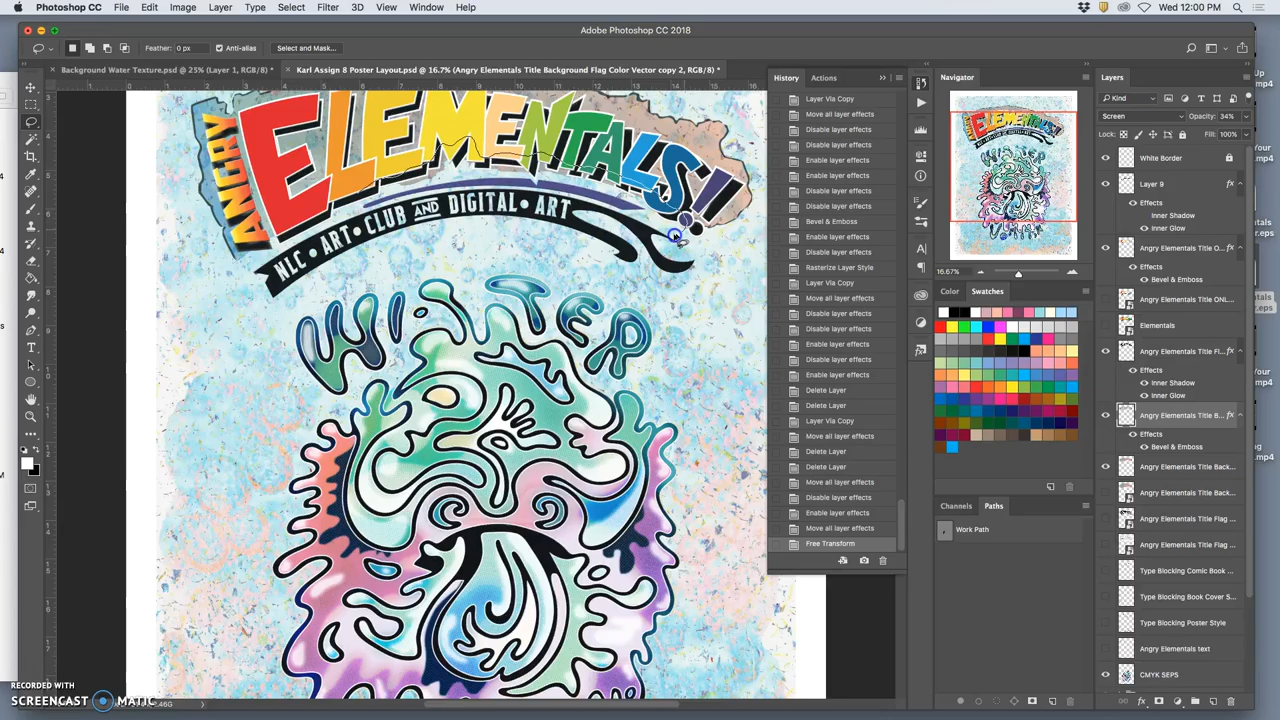 Photoshop CC File Edit Image Layer Type Select Filter 3D View Window Help Wed 12:00 PM
Adobe Photoshop CC 2018
Feather: 0 px Anti-alias Select and Mask...
Background Water Texture.psd @ 25% (Layer 1, RGB/8) * Karl Assign 8 Poster Layout.psd @ 16.7% (Angry Elementals Title Background Flag Color Vector copy 2, RGB/8) *
ANGRY
ELEMENTALS!
NLC • ART • CLUB AND DIGITAL • ART
WINTER
History Actions
Layer Via Copy
Move all layer effects
Disable layer effects
Disable layer effects
Enable layer effects
Enable layer effects
Disable layer effects
Disable layer effects
Bevel & Emboss
Enable layer effects
Disable layer effects
Rasterize Layer Style
Layer Via Copy
Move all layer effects
Disable layer effects
Disable layer effects
Enable layer effects
Disable layer effects
Enable layer effects
Delete Layer
Delete Layer
Layer Via Copy
Move all layer effects
Delete Layer
Delete Layer
Move all layer effects
Disable layer effects
Enable layer effects
Move all layer effects
Free Transform
Navigator
16.67%
Color Swatches
Channels Paths
Work Path
Layers
Kind
Screen Opacity: 34%
Lock: Fill: 100%
White Border
Layer 9 fx
Inner Shadow
Inner Glow
Angry Elementals Title O... fx
Effects
Bevel & Emboss
Angry Elementals Title ONL...
Elementals
Angry Elementals Title Fl... fx
Effects
Inner Shadow
Inner Glow
Angry Elementals Title B... fx
Effects
Bevel & Emboss
Angry Elementals Title Back...
Angry Elementals Title Back...
Angry Elementals Title Flag ...
Angry Elementals Title Flag ...
Type Blocking Comic Book ...
Type Blocking Book Cover S...
Type Blocking Poster Style
Angry Elementals text
CMYK SEPS
Your
.mp4
.eps
.eps
Your
.mp4
RECORDED WITH
SCREENCAST MATIC